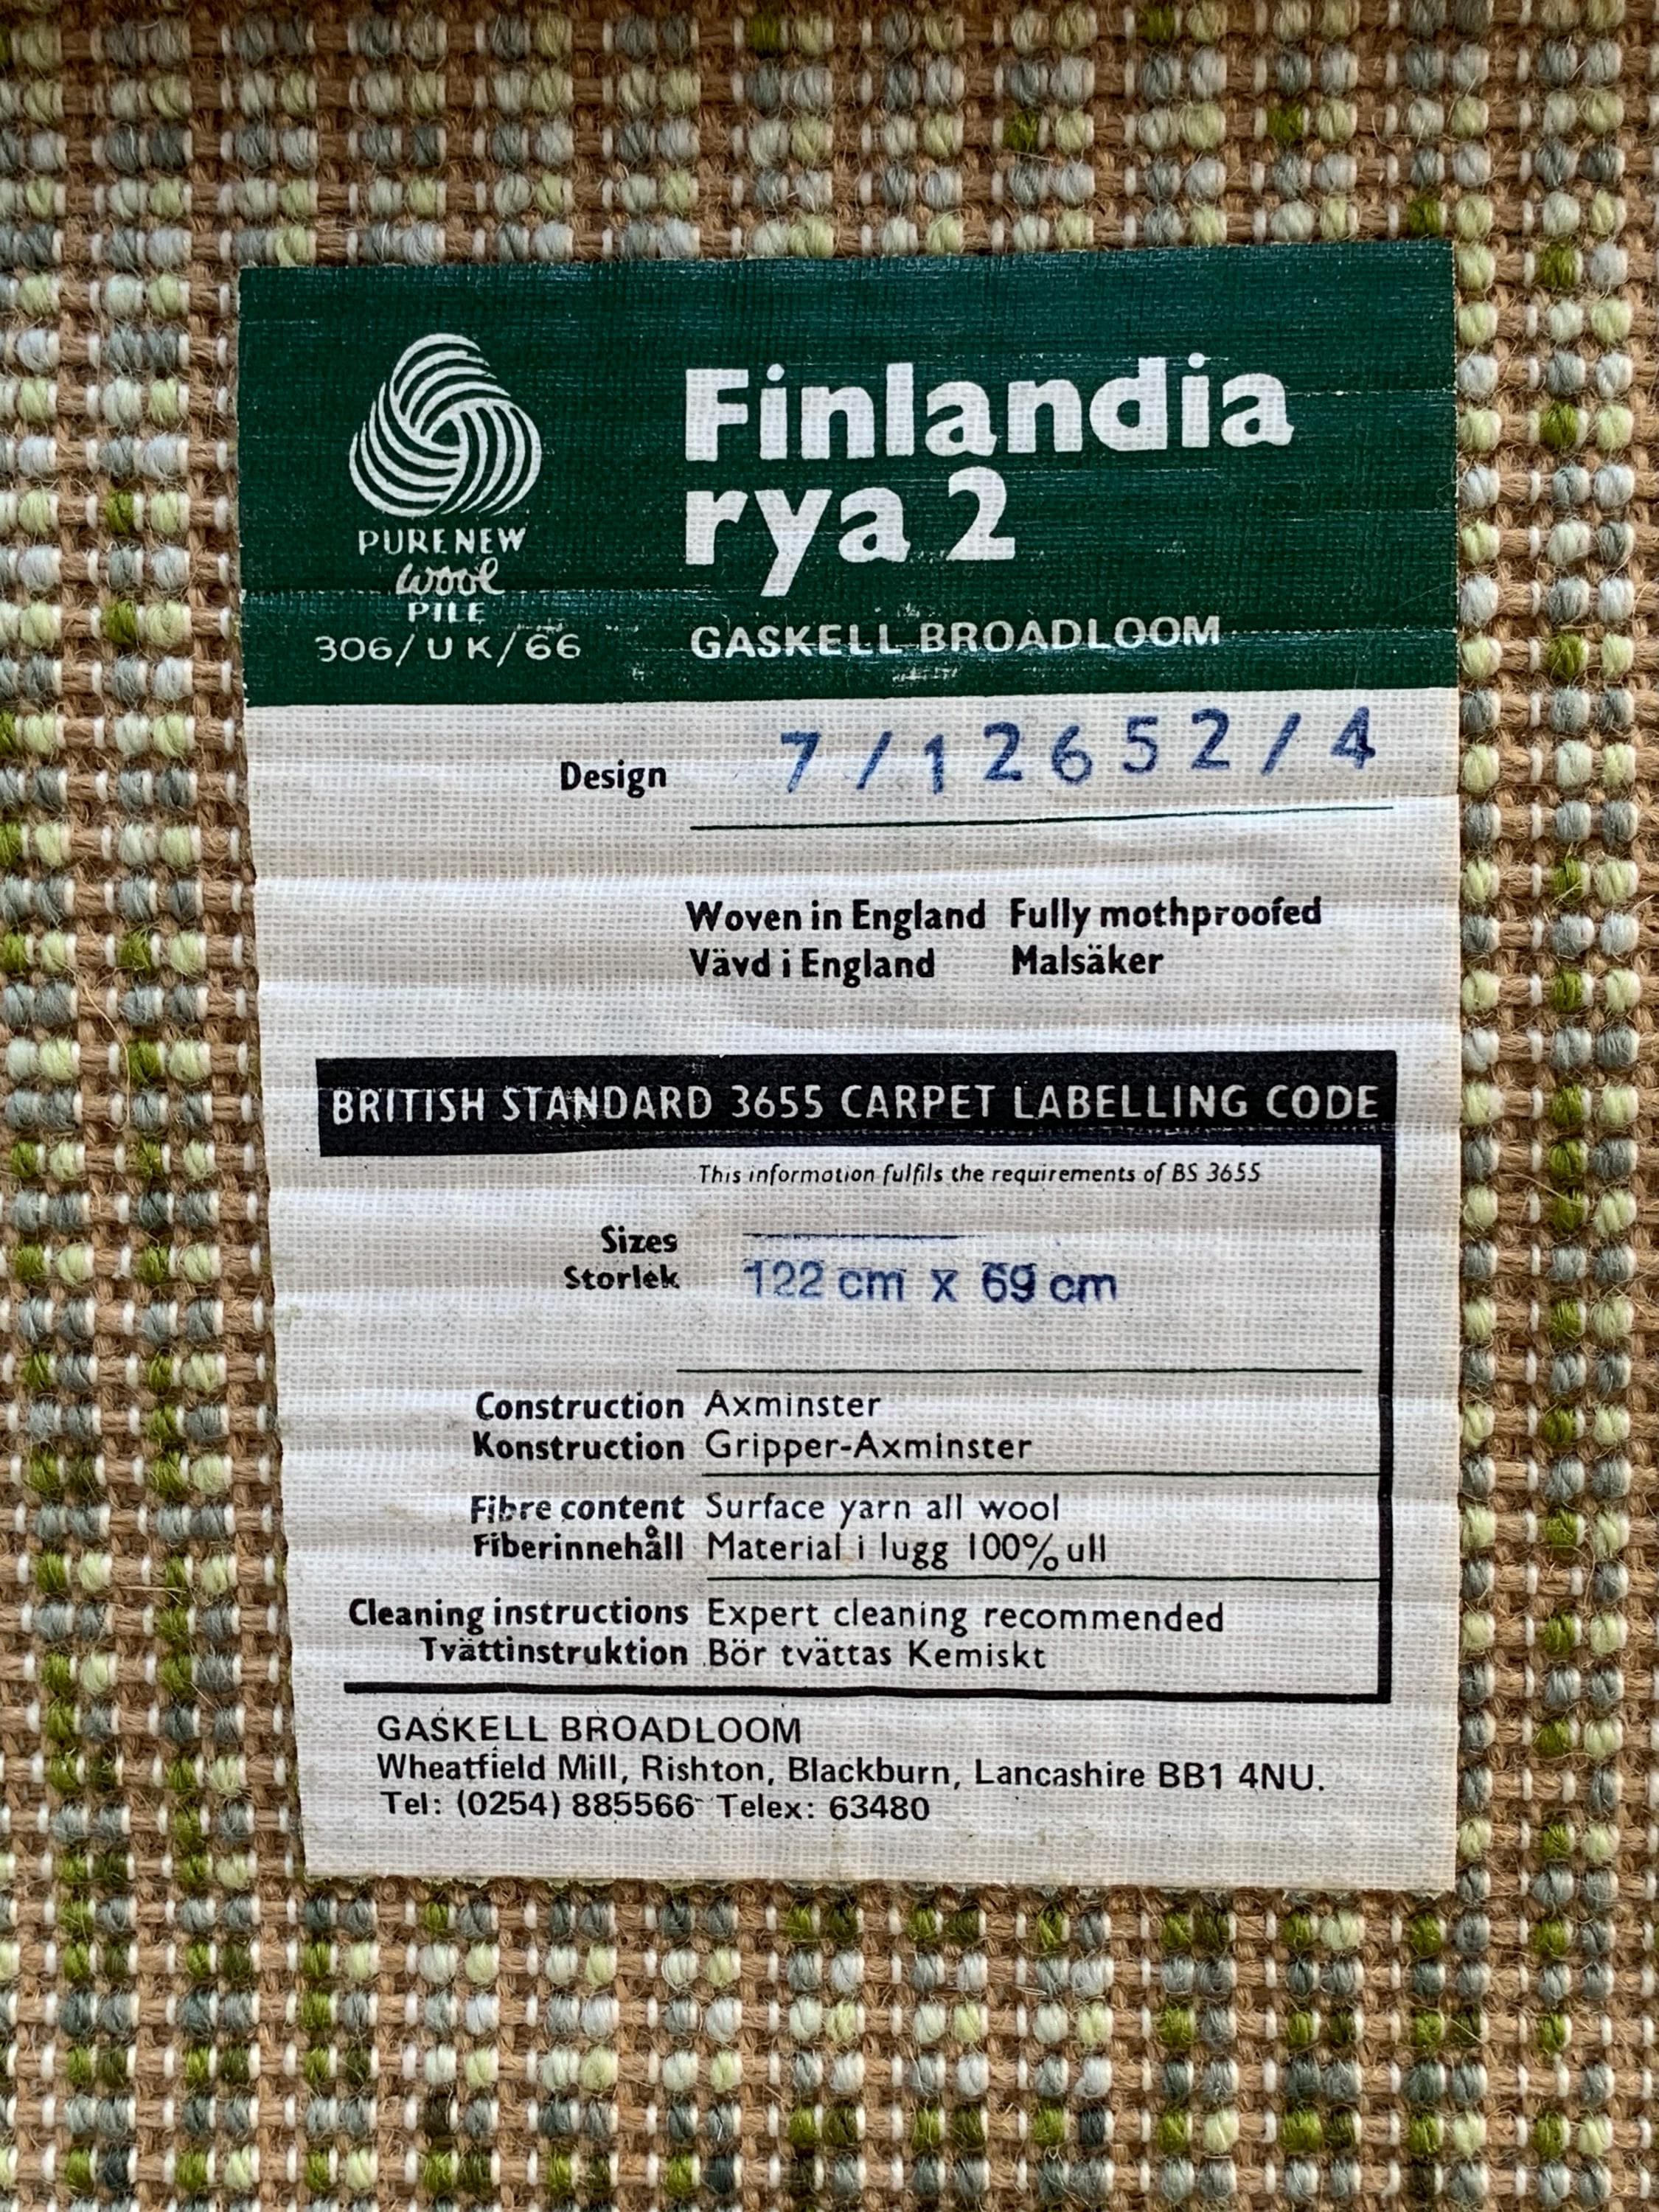 PURE NEW
wool
PILE
306/UK/66
Finlandia
rya 2
GASKELL BROADLOOM
Design 7/12652/4
Woven in England Fully mothproofed
Vävd i England Malsäker
BRITISH STANDARD 3655 CARPET LABELLING CODE
This information fulfils the requirements of BS 3655
Sizes
Storlek 122 cm x 69 cm
Construction Axminster
Konstruction Gripper-Axminster
Fibre content Surface yarn all wool
Fiberinnehåll Material i lugg 100% ull
Cleaning instructions Expert cleaning recommended
Tvättinstruktion Bör tvättas Kemiskt
GASKELL BROADLOOM
Wheatfield Mill, Rishton, Blackburn, Lancashire BB1 4NU.
Tel: (0254) 885566 Telex: 63480